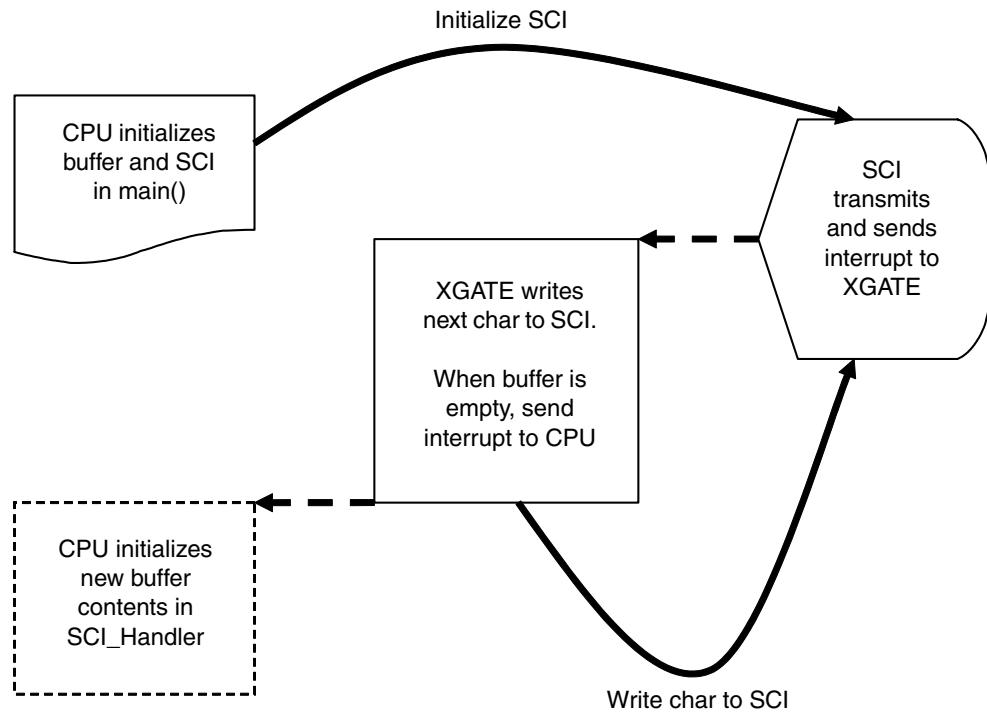 Initialize SCI
CPU initializes
buffer and SCI
in main()
SCI
transmits
and sends
interrupt to
XGATE
XGATE writes
next char to SCI.
When buffer is
empty, send
interrupt to CPU
CPU initializes
new buffer
contents in
SCI_Handler
Write char to SCI